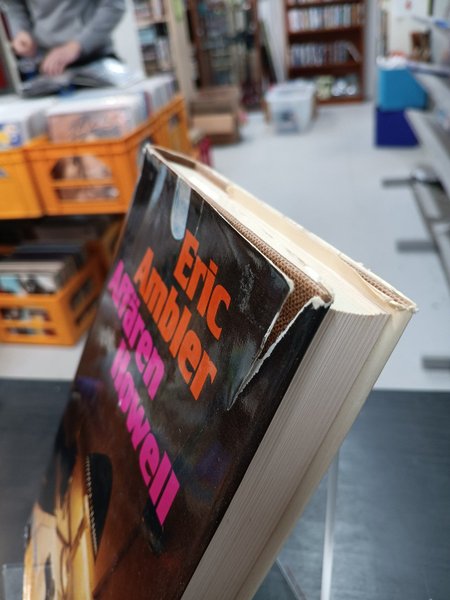 Eric
Ambler
Affären
Howell